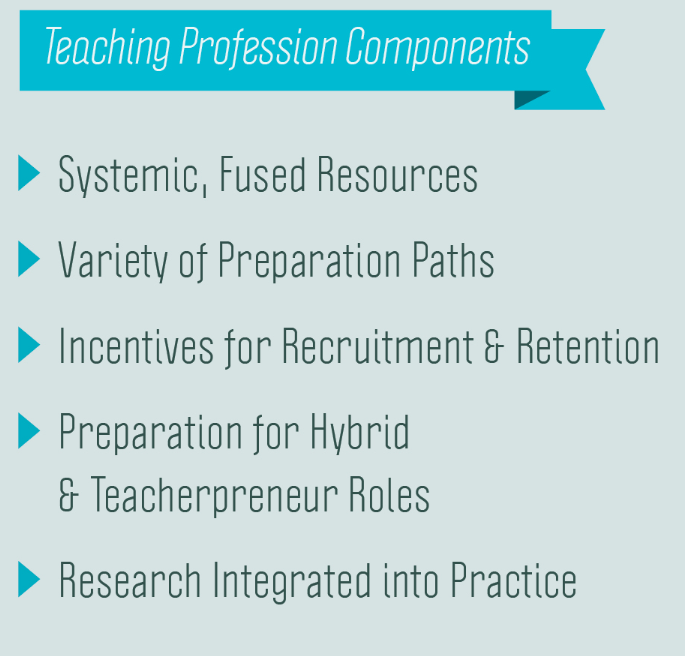 Teaching Profession Components
Systemic, Fused Resources
Variety of Preparation Paths
Incentives for Recruitment & Retention
Preparation for Hybrid
& Teacherpreneur Roles
Research Integrated into Practice